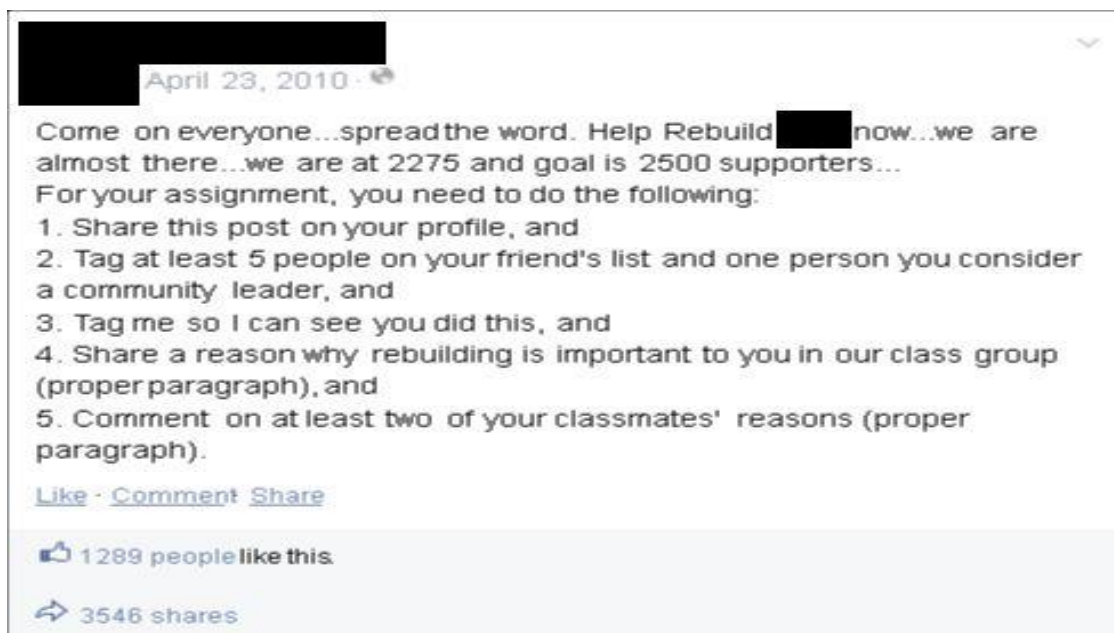 April 23, 2010 ·
Come on everyone...spread the word. Help Rebuild now...we are
almost there...we are at 2275 and goal is 2500 supporters...
For your assignment, you need to do the following:
1. Share this post on your profile, and
2. Tag at least 5 people on your friend's list and one person you consider
a community leader, and
3. Tag me so I can see you did this, and
4. Share a reason why rebuilding is important to you in our class group
(proper paragraph), and
5. Comment on at least two of your classmates' reasons (proper
paragraph).
Like · Comment Share
1289 people like this.
3546 shares